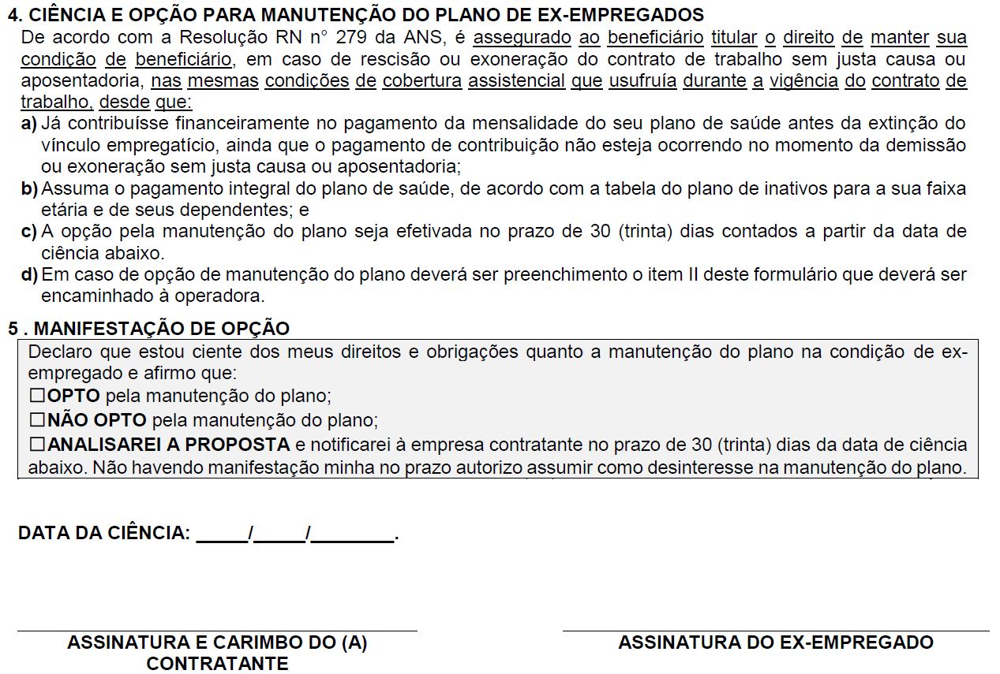 4. CIÊNCIA E OPÇÃO PARA MANUTENÇÃO DO PLANO DE EX-EMPREGADOS
De acordo com a Resolução RN n° 279 da ANS, é assegurado ao beneficiário titular o direito de manter sua
condição de beneficiário, em caso de rescisão ou exoneração do contrato de trabalho sem justa causa ou
aposentadoria, nas mesmas condições de cobertura assistencial que usufruía durante a vigência do contrato de
trabalho, desde que:
a) Já contribuísse financeiramente no pagamento da mensalidade do seu plano de saúde antes da extinção do
vínculo empregatício, ainda que o pagamento de contribuição não esteja ocorrendo no momento da demissão
ou exoneração sem justa causa ou aposentadoria;
b) Assuma o pagamento integral do plano de saúde, de acordo com a tabela do plano de inativos para a sua faixa
etária e de seus dependentes; e
c) A opção pela manutenção do plano seja efetivada no prazo de 30 (trinta) dias contados a partir da data de
ciência abaixo.
d) Em caso de opção de manutenção do plano deverá ser preenchimento o item II deste formulário que deverá ser
encaminhado à operadora.
5 . MANIFESTAÇÃO DE OPÇÃO
Declaro que estou ciente dos meus direitos e obrigações quanto a manutenção do plano na condição de ex-
empregado e afirmo que:
☐OPTO pela manutenção do plano;
☐NÃO OPTO pela manutenção do plano;
☐ANALISAREI A PROPOSTA e notificarei à empresa contratante no prazo de 30 (trinta) dias da data de ciência
abaixo. Não havendo manifestação minha no prazo autorizo assumir como desinteresse na manutenção do plano.
DATA DA CIÊNCIA: _____/_____/________.
ASSINATURA E CARIMBO DO (A)
CONTRATANTE
ASSINATURA DO EX-EMPREGADO